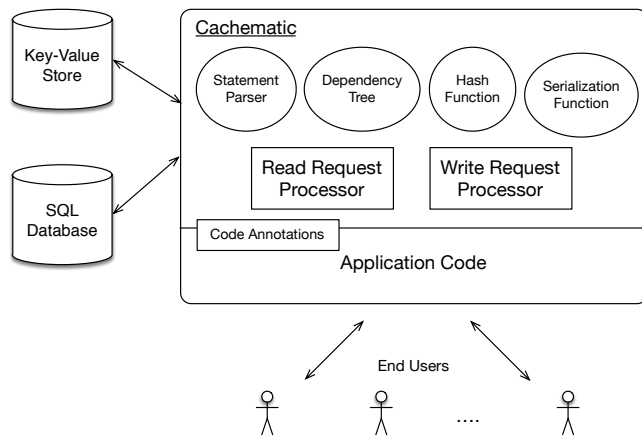 Key-Value
Store
SQL
Database
Cachematic
Statement
Parser
Dependency
Tree
Hash
Function
Serialization
Function
Read Request
Processor
Write Request
Processor
Code Annotations
Application Code
End Users
....